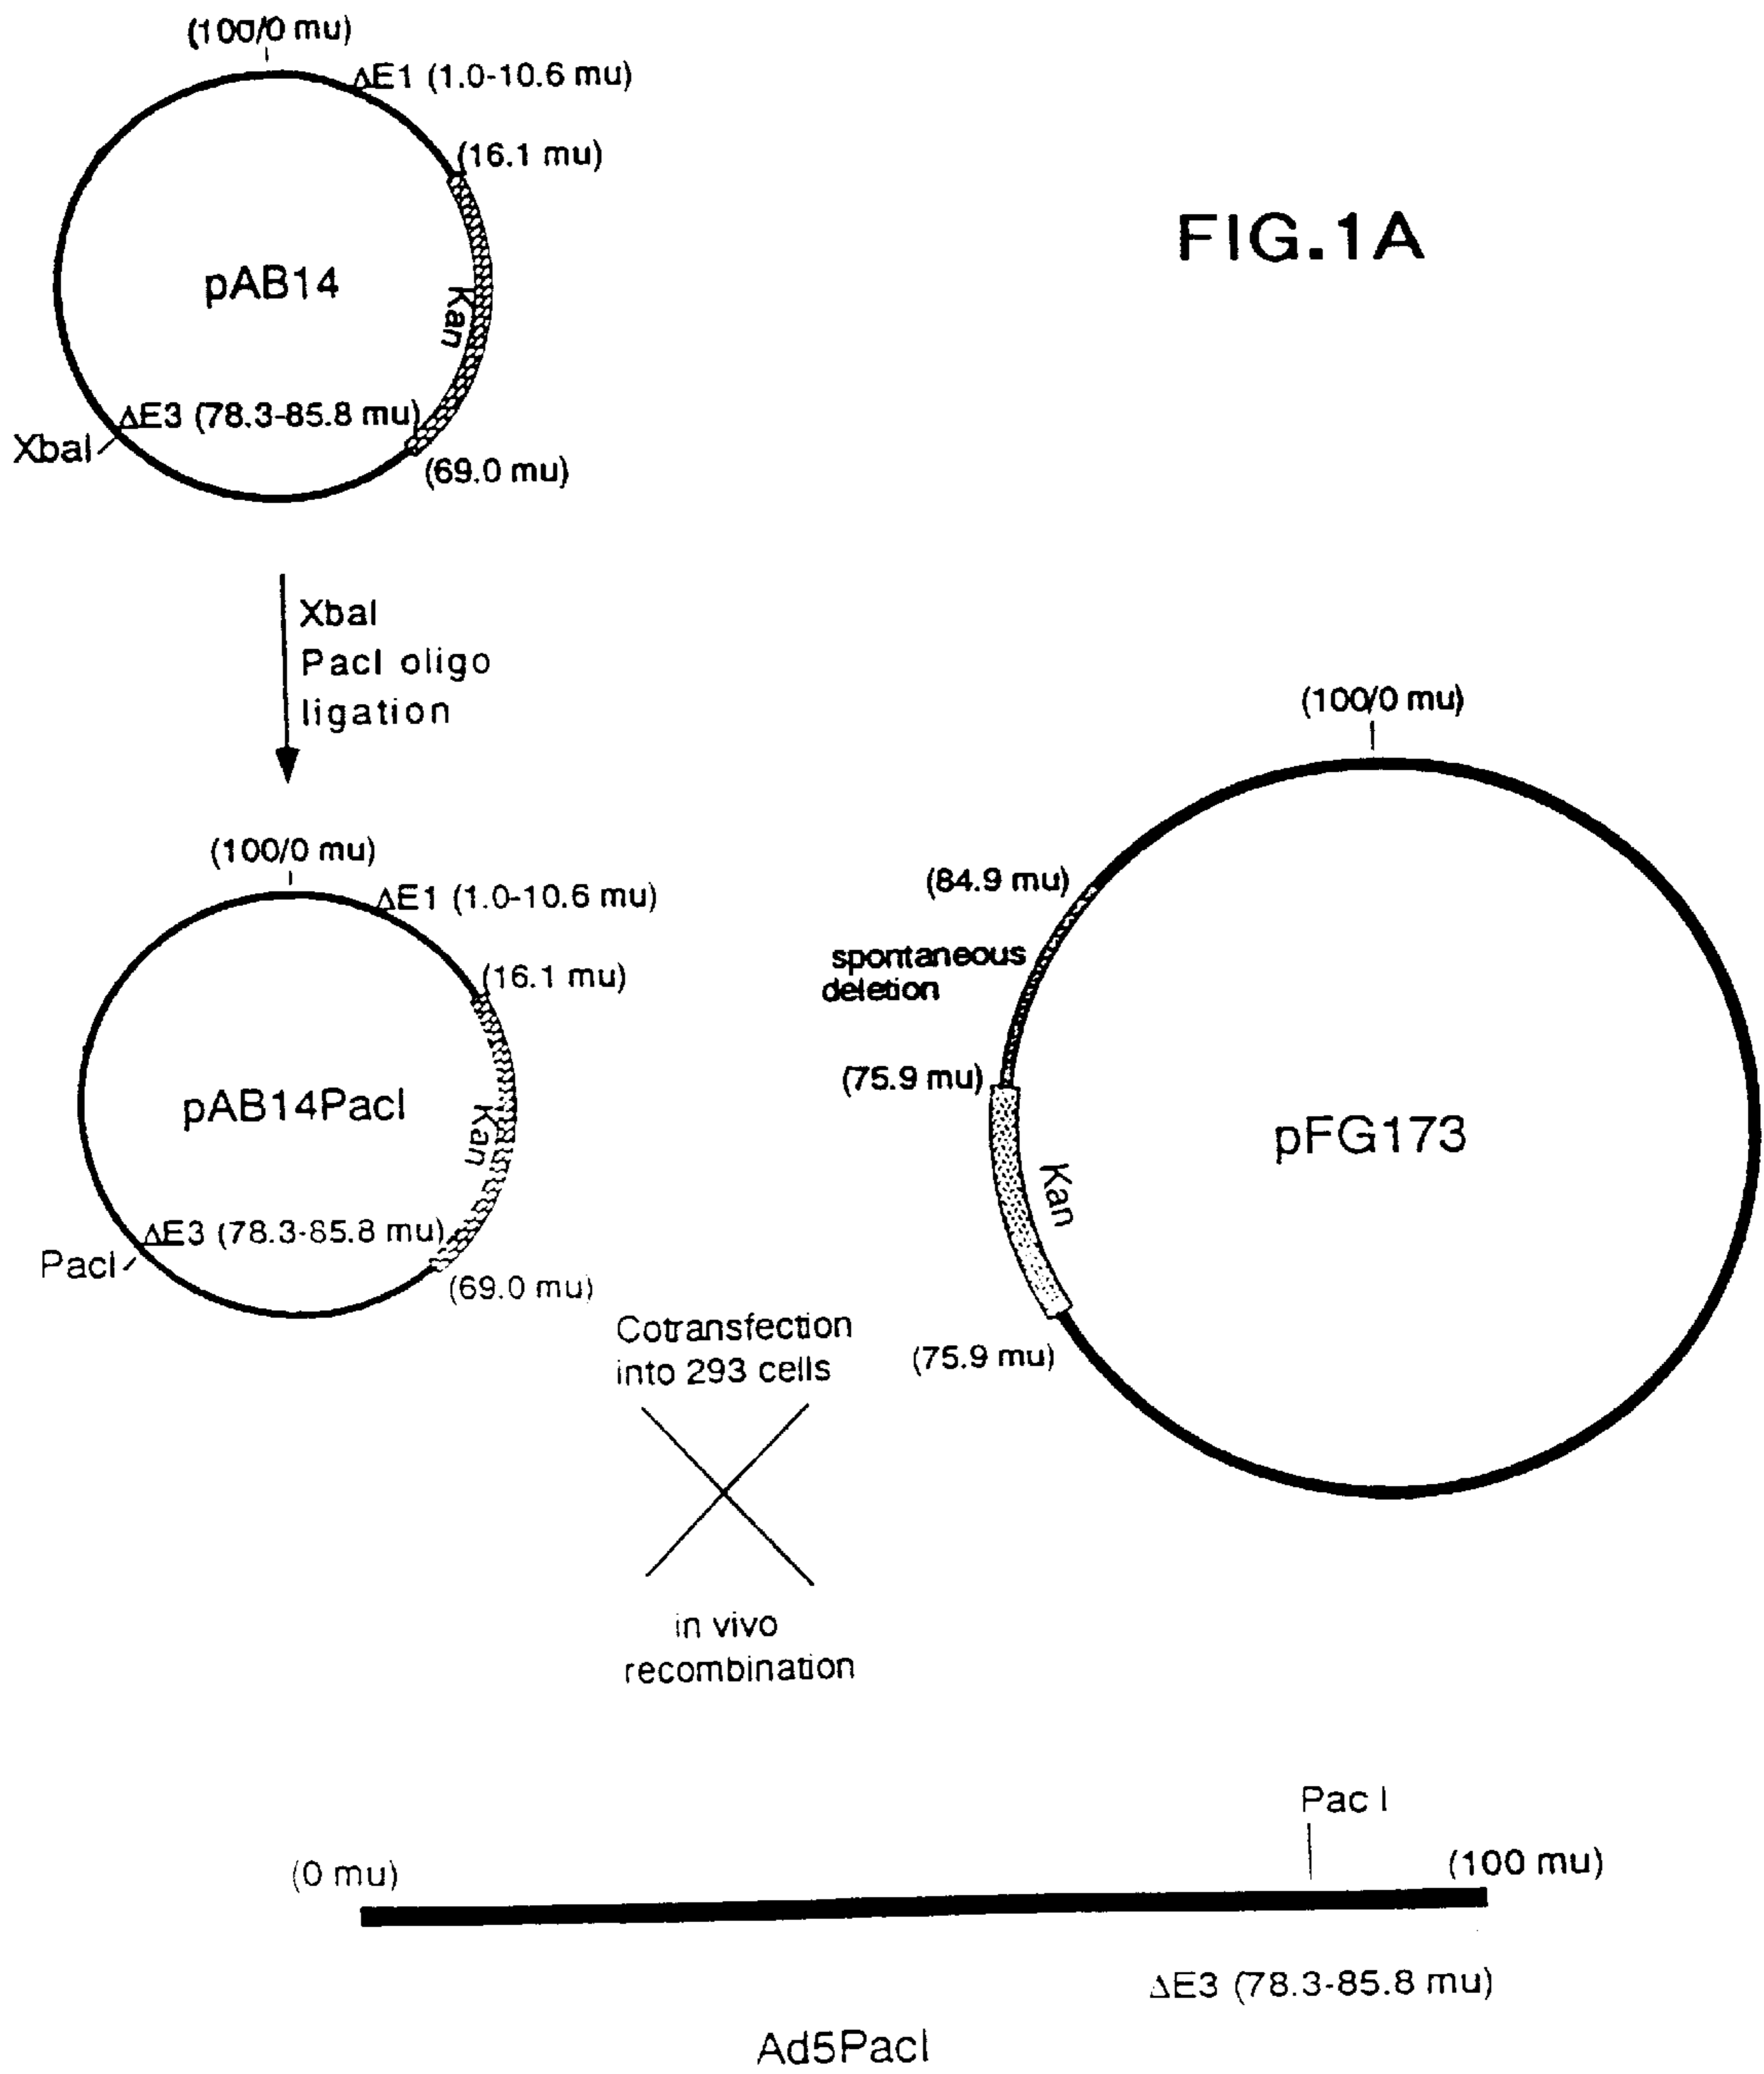 (100/0 mu)
ΔE1 (1.0-10.6 mu)
(16.1 mu)
FIG.1A
pAB14
Kan
ΔE3 (78.3-85.8 mu)
XbaI
(69.0 mu)
XbaI
PacI oligo
ligation
(100/0 mu)
(100/0 mu)
ΔE1 (1.0-10.6 mu)
(84.9 mu)
spontaneous
deletion
(16.1 mu)
(75.9 mu)
pAB14PacI
Kan
pFG173
Kan
ΔE3 (78.3-85.8 mu)
PacI
(69.0 mu)
Cotransfection
into 293 cells
(75.9 mu)
in vivo
recombination
Pac I
(0 mu)
(100 mu)
ΔE3 (78.3-85.8 mu)
Ad5PacI